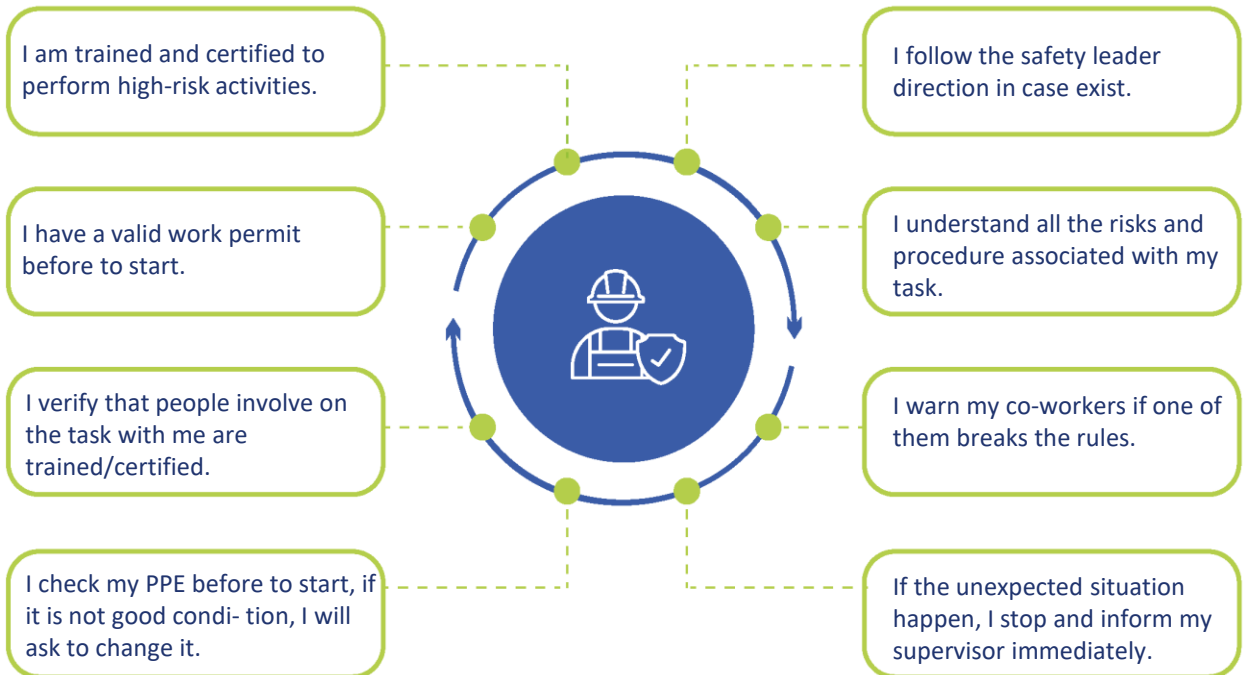 I am trained and certified to
perform high-risk activities.
I have a valid work permit
before to start.
I verify that people involve on
the task with me are
trained/certified.
I check my PPE before to start, if
it is not good condi- tion, I will
ask to change it.
I follow the safety leader
direction in case exist.
I understand all the risks and
procedure associated with my
task.
I warn my co-workers if one of
them breaks the rules.
If the unexpected situation
happen, I stop and inform my
supervisor immediately.